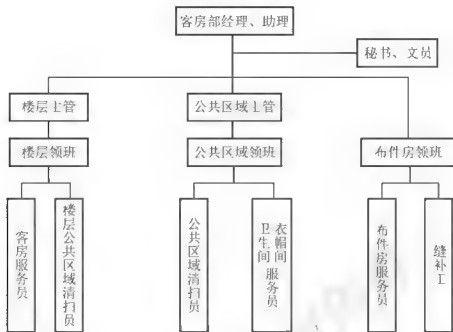 客房部经理、助理
秘书、文员
楼层主管
公共区域主管
楼层领班
公共区域领班
布件房领班
客房服务员
楼层公共区域清扫员
公共区域清扫员
衣帽间
卫生间
服务员
布件房服务员
缝补工